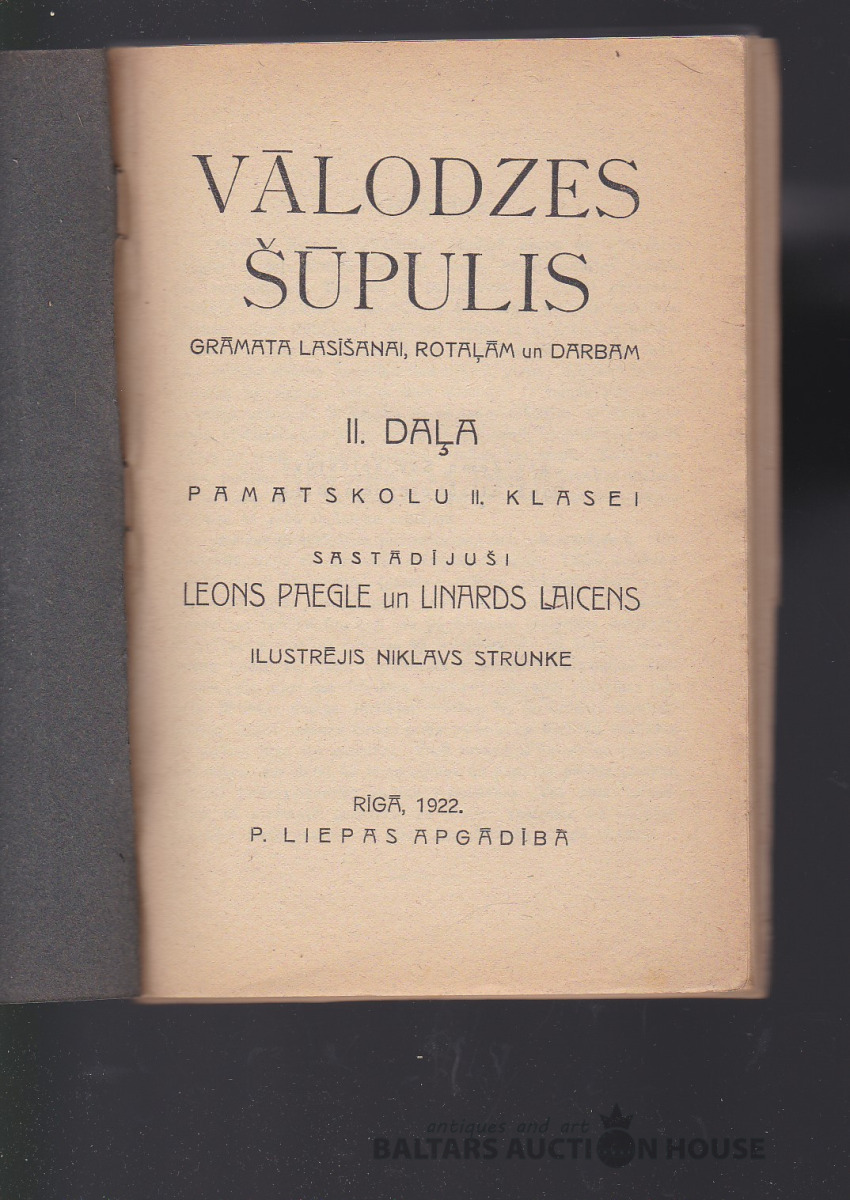 VĀLODZES
ŠŪPULIS
GRĀMATA LASĪŠANAI, ROTAĻĀM un DARBAM
II. DAĻA
PAMATSKOLU II. KLASEI
SASTĀDĪJUŠI
LEONS PAEGLE un LINARDS LAICENS
ILUSTRĒJIS NIKLAVS STRUNKE
RĪGĀ, 1922.
P. LIEPAS APGĀDĪBĀ
antiques and art
BALTARS AUCTION HOUSE